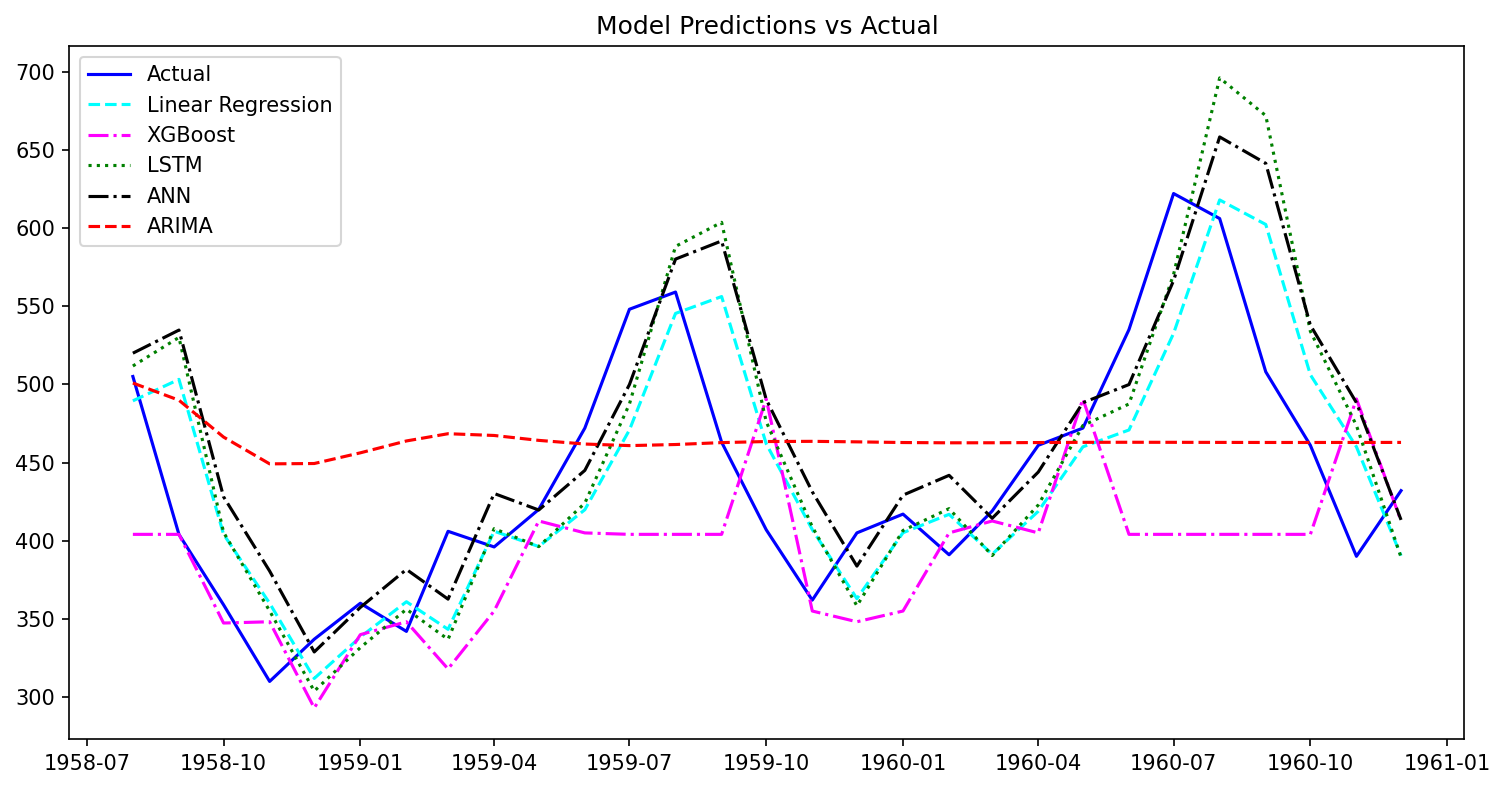 Model Predictions vs Actual
Actual
Linear Regression
XGBoost
LSTM
ANN
ARIMA
700
650
600
550
500
450
400
350
300
1958-07 1958-10 1959-01 1959-04 1959-07 1959-10 1960-01 1960-04 1960-07 1960-10 1961-01